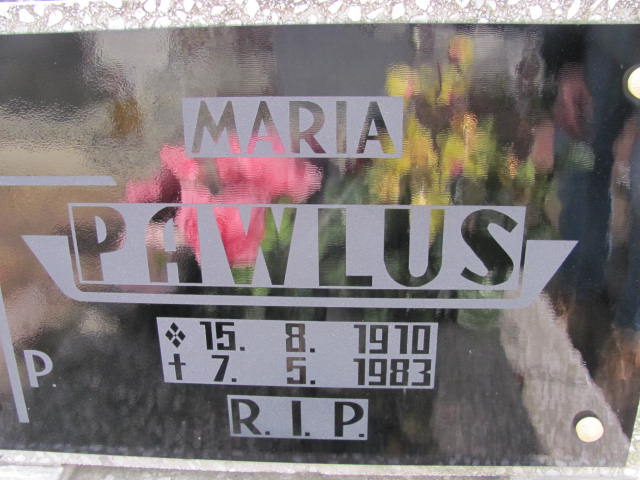 MARIA
PAWLUS
❖ 15. 8. 1910
† 7. 5. 1983
P.
R.I.P.